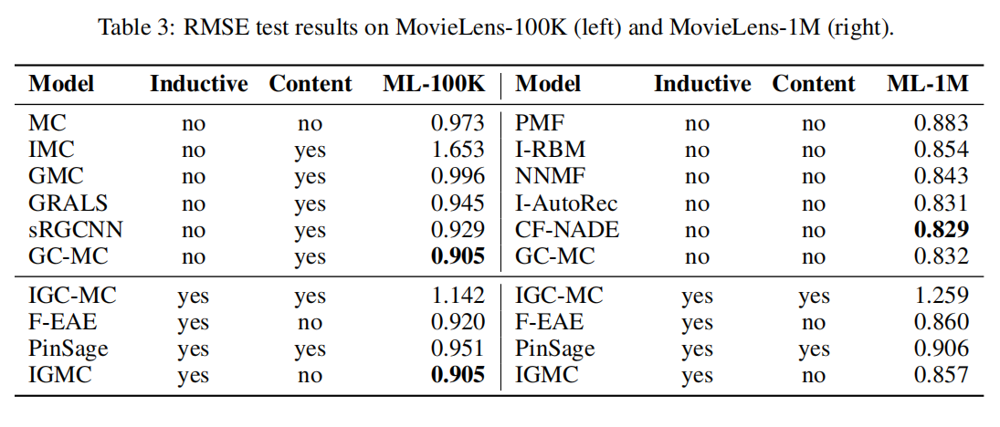 Table 3: RMSE test results on MovieLens-100K (left) and MovieLens-1M (right).
Model Inductive Content ML-100K Model Inductive Content ML-1M
MC no no 0.973 PMF no no 0.883
IMC no yes 1.653 I-RBM no no 0.854
GMC no yes 0.996 NNMF no no 0.843
GRALS no yes 0.945 I-AutoRec no no 0.831
sRGCNN no yes 0.929 CF-NADE no no 0.829
GC-MC no yes 0.905 GC-MC no no 0.832
IGC-MC yes yes 1.142 IGC-MC yes yes 1.259
F-EAE yes no 0.920 F-EAE yes no 0.860
PinSage yes yes 0.951 PinSage yes yes 0.906
IGMC yes no 0.905 IGMC yes no 0.857